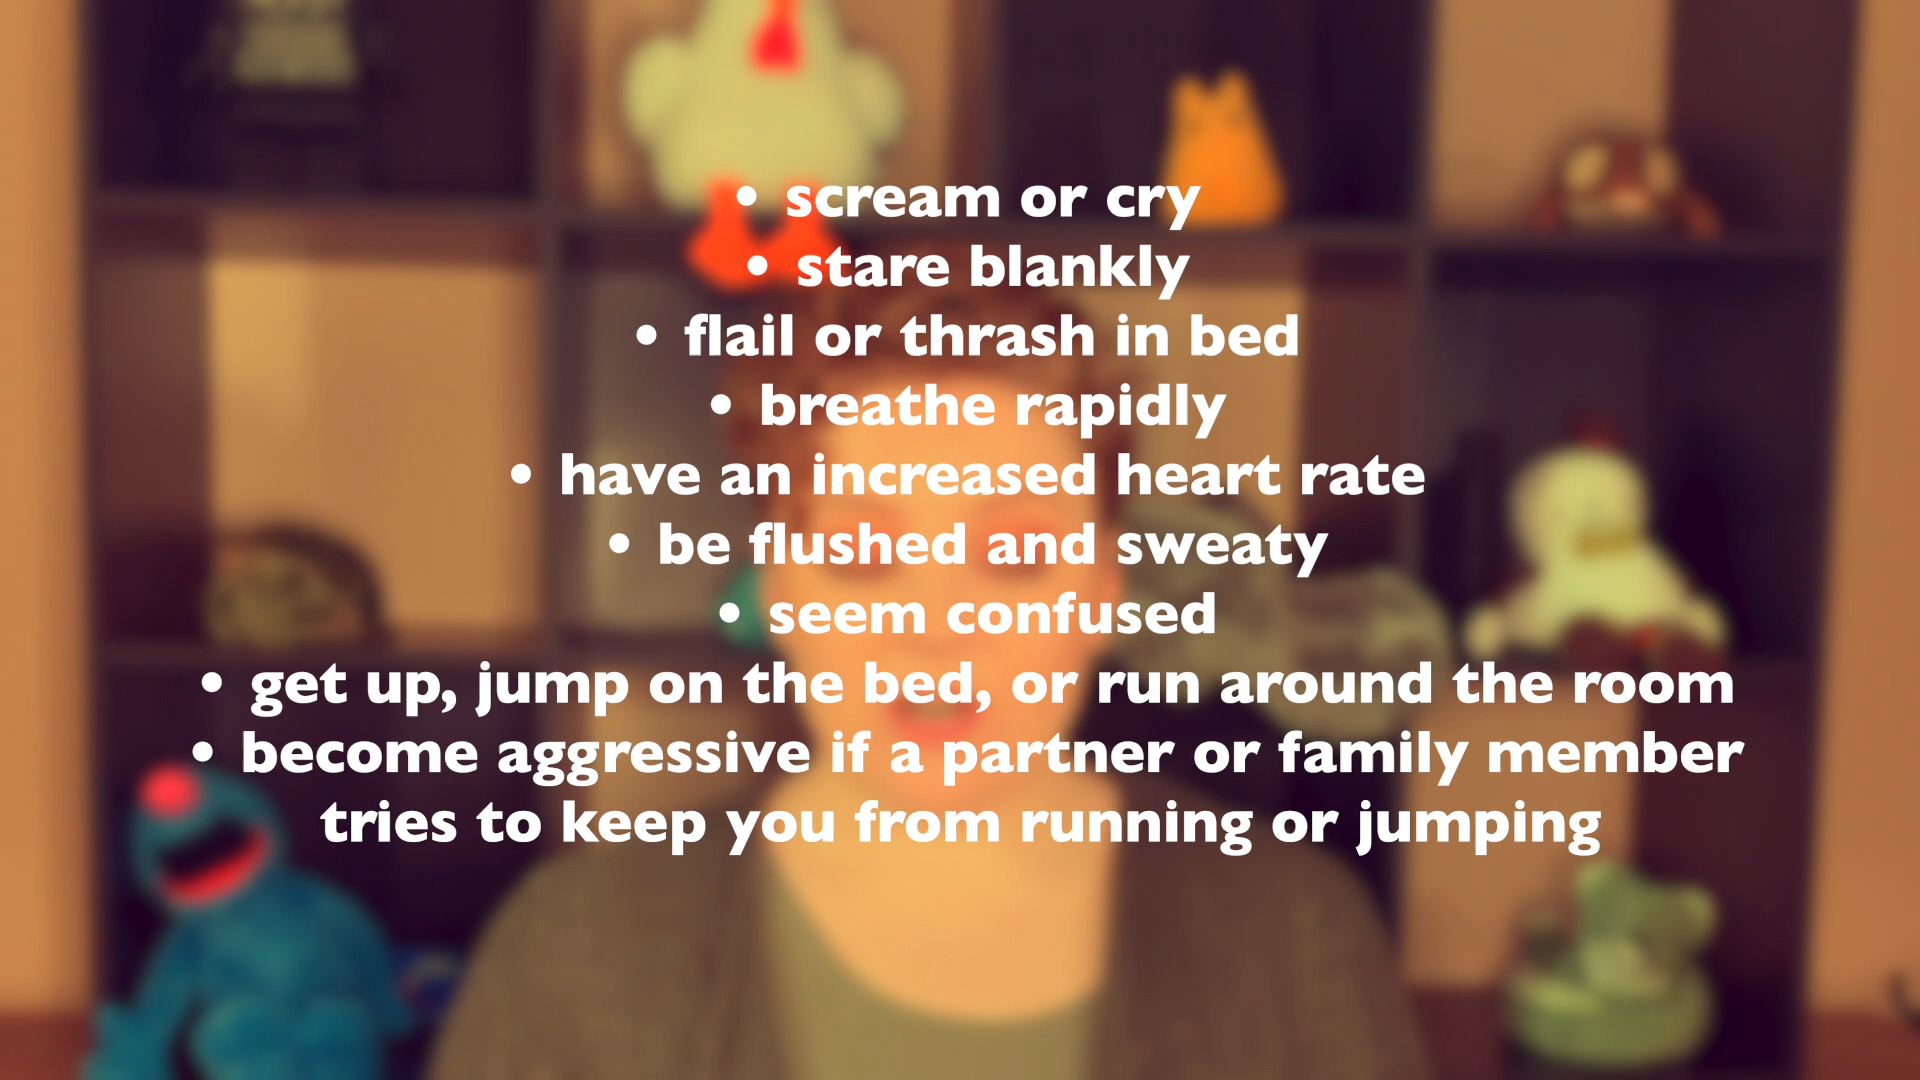 • scream or cry
• stare blankly
• flail or thrash in bed
• breathe rapidly
• have an increased heart rate
• be flushed and sweaty
• seem confused
• get up, jump on the bed, or run around the room
• become aggressive if a partner or family member
tries to keep you from running or jumping